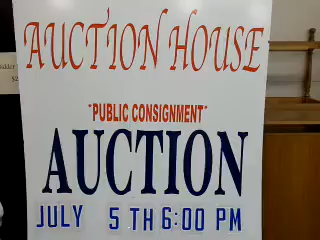 AUCTION HOUSE
"PUBLIC CONSIGNMENT"
AUCTION
JULY 5TH 6:00 PM